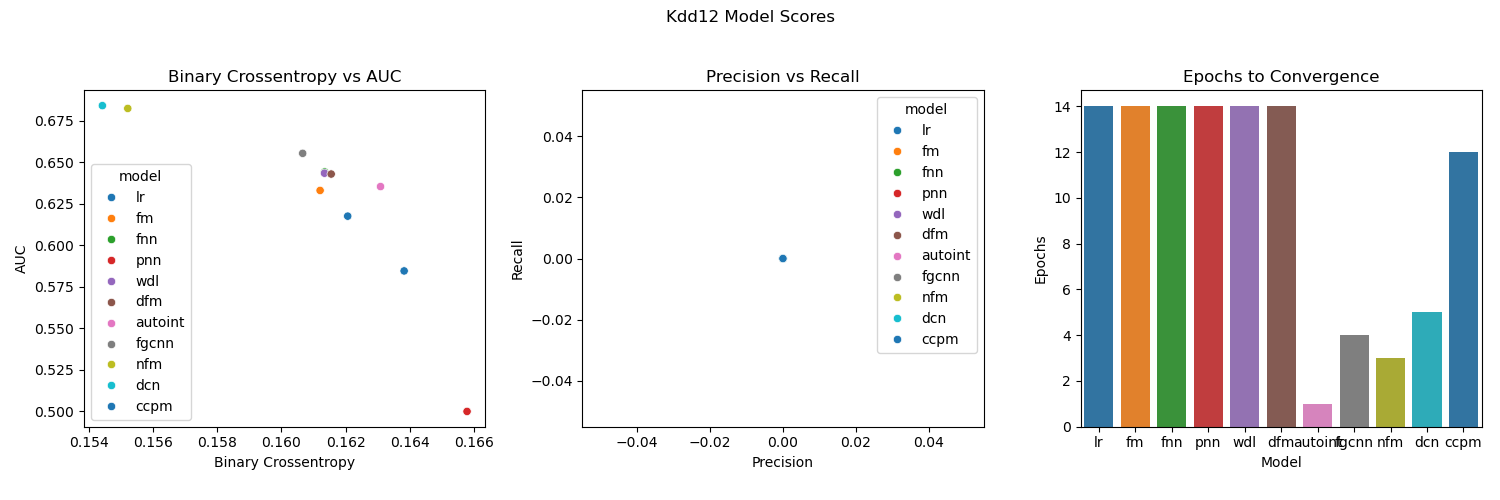 Kdd12 Model Scores
Binary Crossentropy vs AUC
AUC
0.675
0.650
0.625
0.600
0.575
0.550
0.525
0.500
model
lr
fm
fnn
pnn
wdl
dfm
autoint
fgcnn
nfm
dcn
ccpm
0.154 0.156 0.158 0.160 0.162 0.164 0.166
Binary Crossentropy
Precision vs Recall
Recall
0.04
0.02
0.00
−0.02
−0.04
model
lr
fm
fnn
pnn
wdl
dfm
autoint
fgcnn
nfm
dcn
ccpm
−0.04 −0.02 0.00 0.02 0.04
Precision
Epochs to Convergence
Epochs
14
12
10
8
6
4
2
0
lr fm fnn pnn wdl dfm autoint fgcnn nfm dcn ccpm
Model